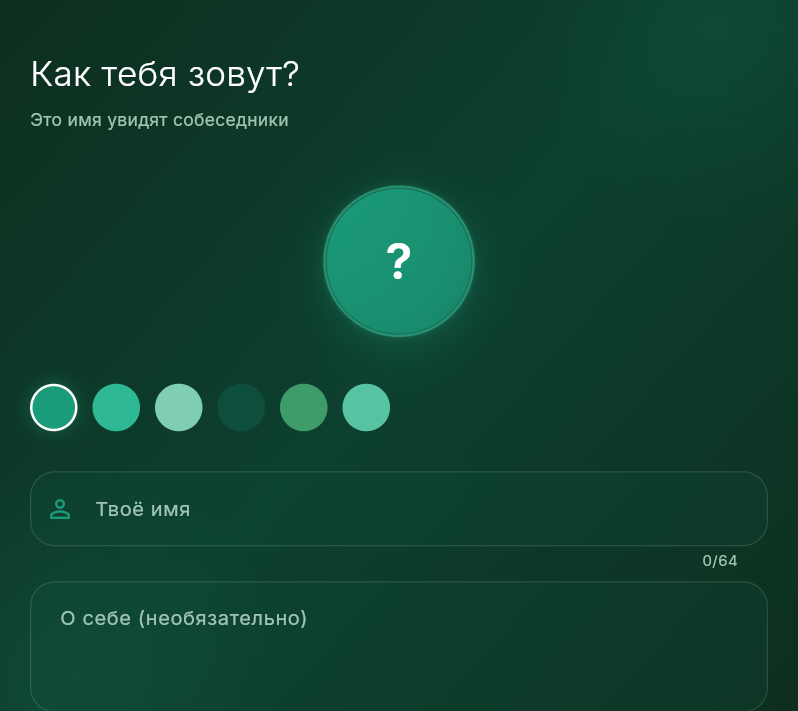 Как тебя зовут?
Это имя увидят собеседники
?
Твоё имя
0/64
О себе (необязательно)